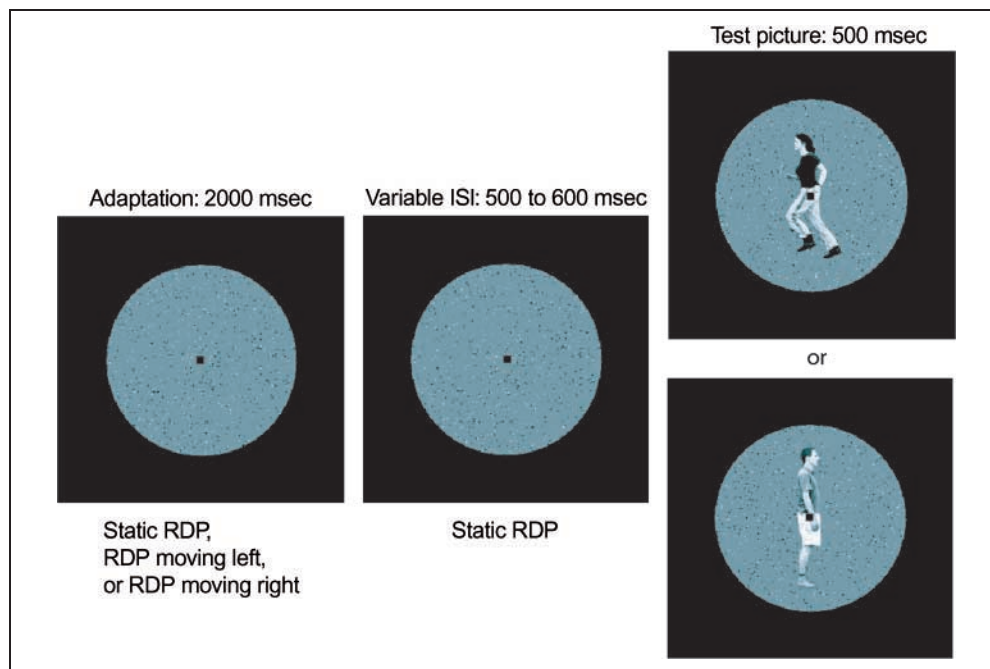 Test picture: 500 msec
Adaptation: 2000 msec
Variable ISI: 500 to 600 msec
or
Static RDP,
RDP moving left,
or RDP moving right
Static RDP